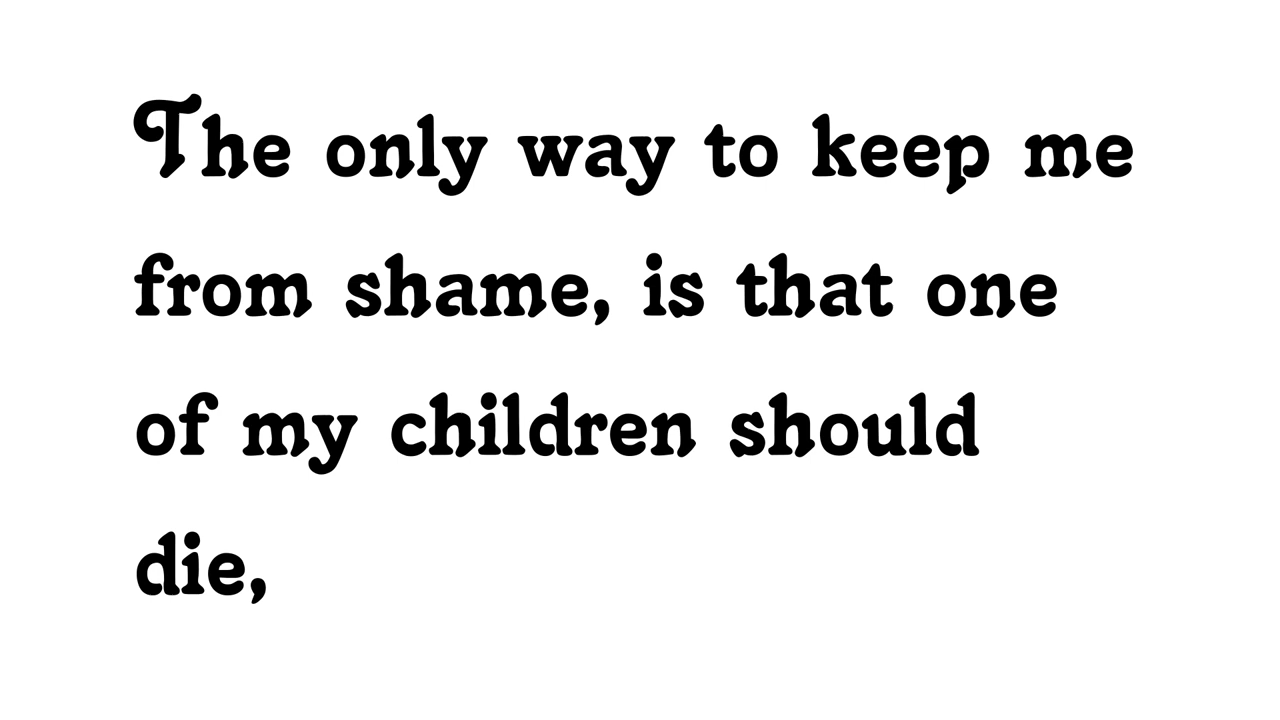 The only way to keep me
from shame, is that one
of my children should
die,